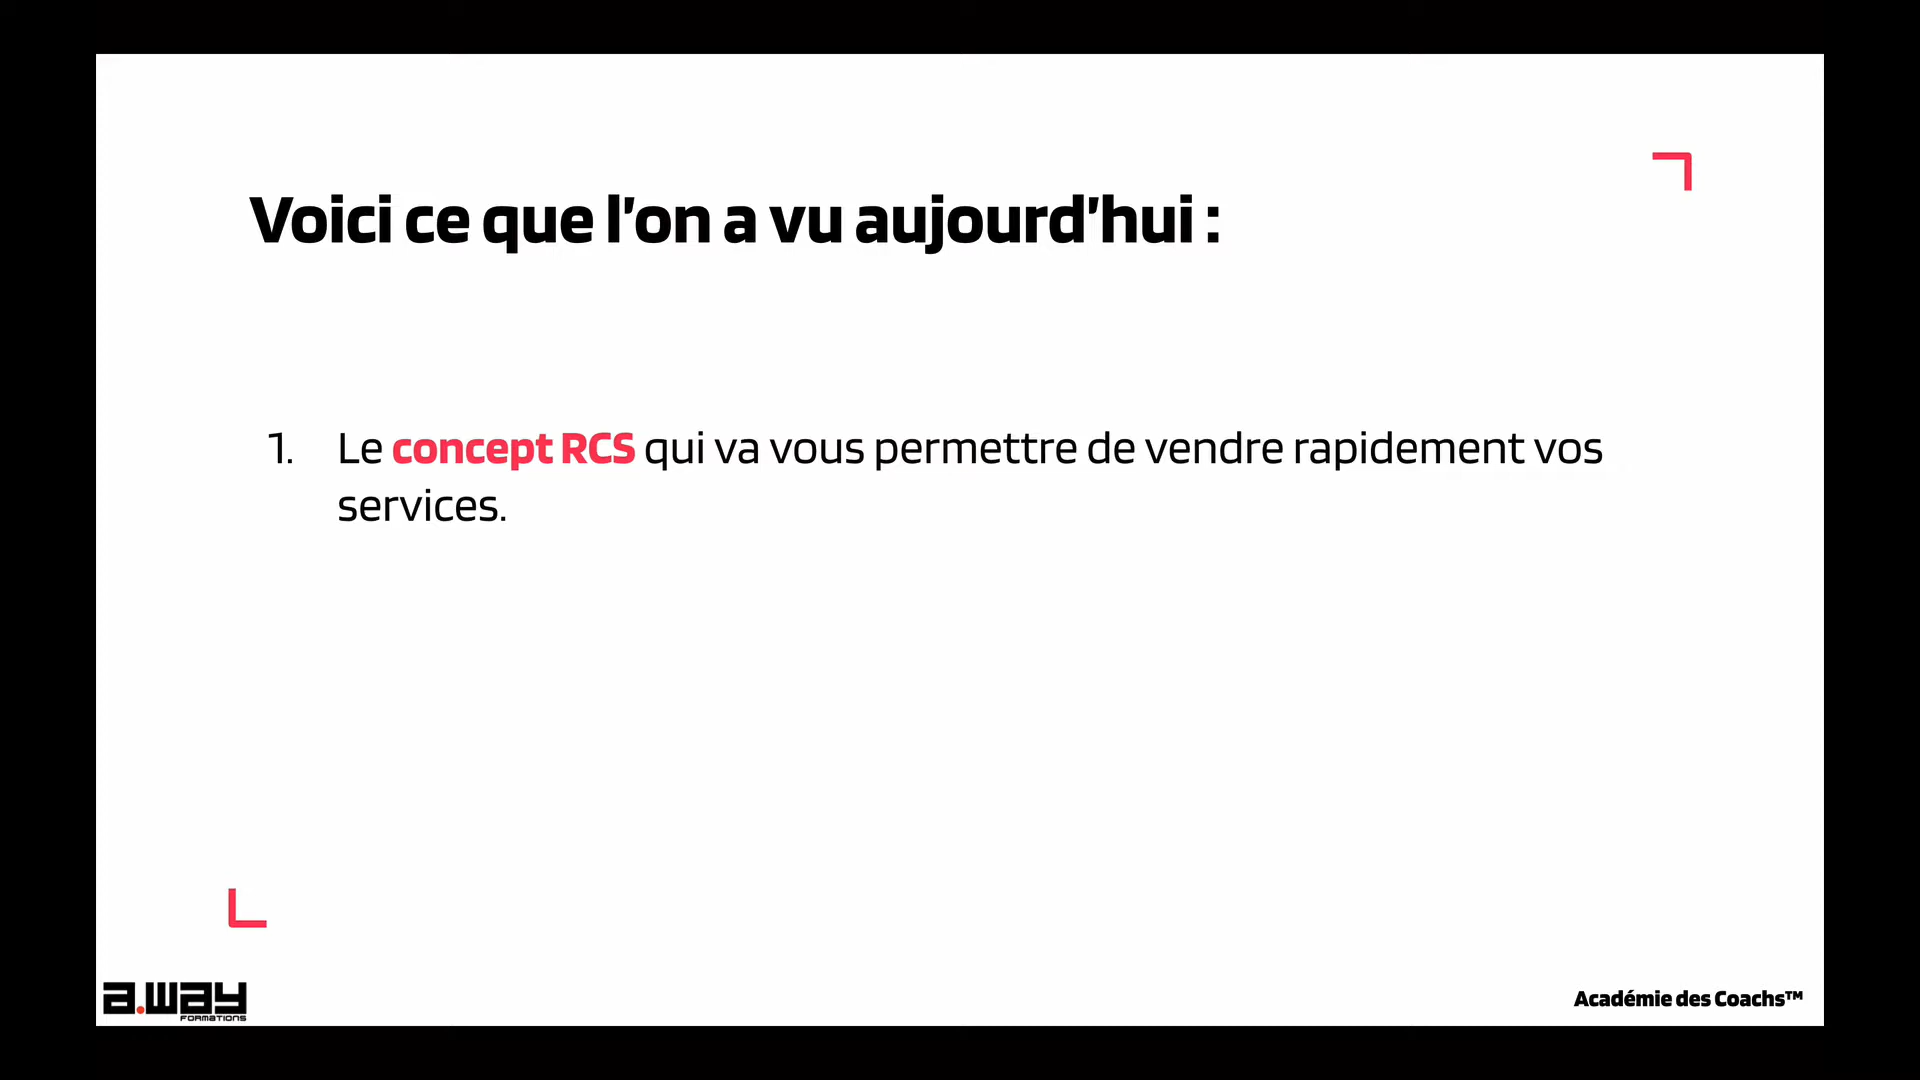 Voici ce que l'on a vu aujourd'hui :
1. Le concept RCS qui va vous permettre de vendre rapidement vos
services.
a.way
FORMATIONS
Académie des Coachs™